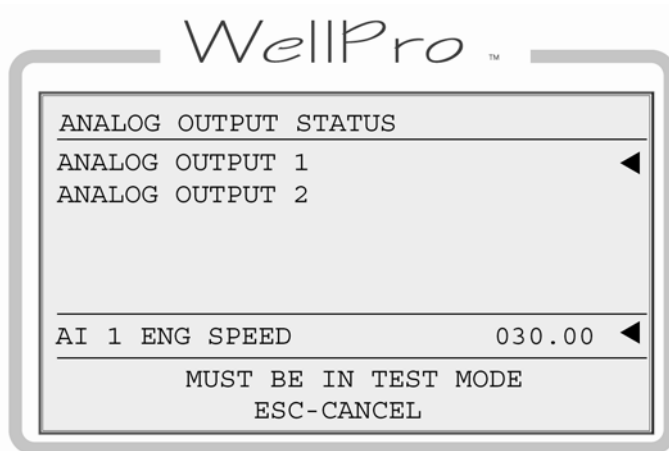 WellPro ™
ANALOG OUTPUT STATUS
ANALOG OUTPUT 1
ANALOG OUTPUT 2
AI 1 ENG SPEED 030.00
MUST BE IN TEST MODE
ESC-CANCEL